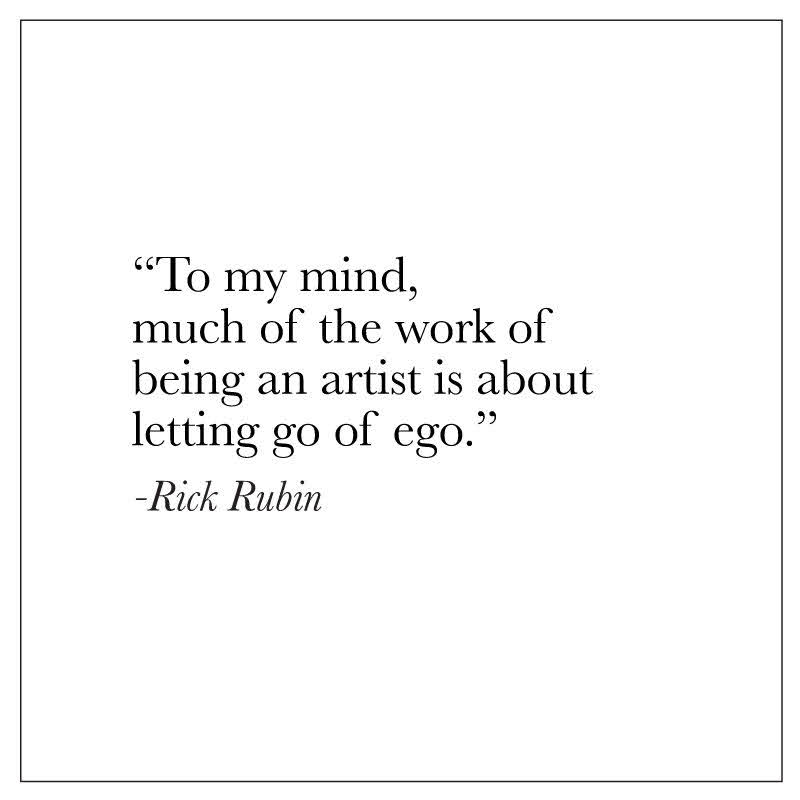 “To my mind,
much of the work of
being an artist is about
letting go of ego.”
-Rick Rubin